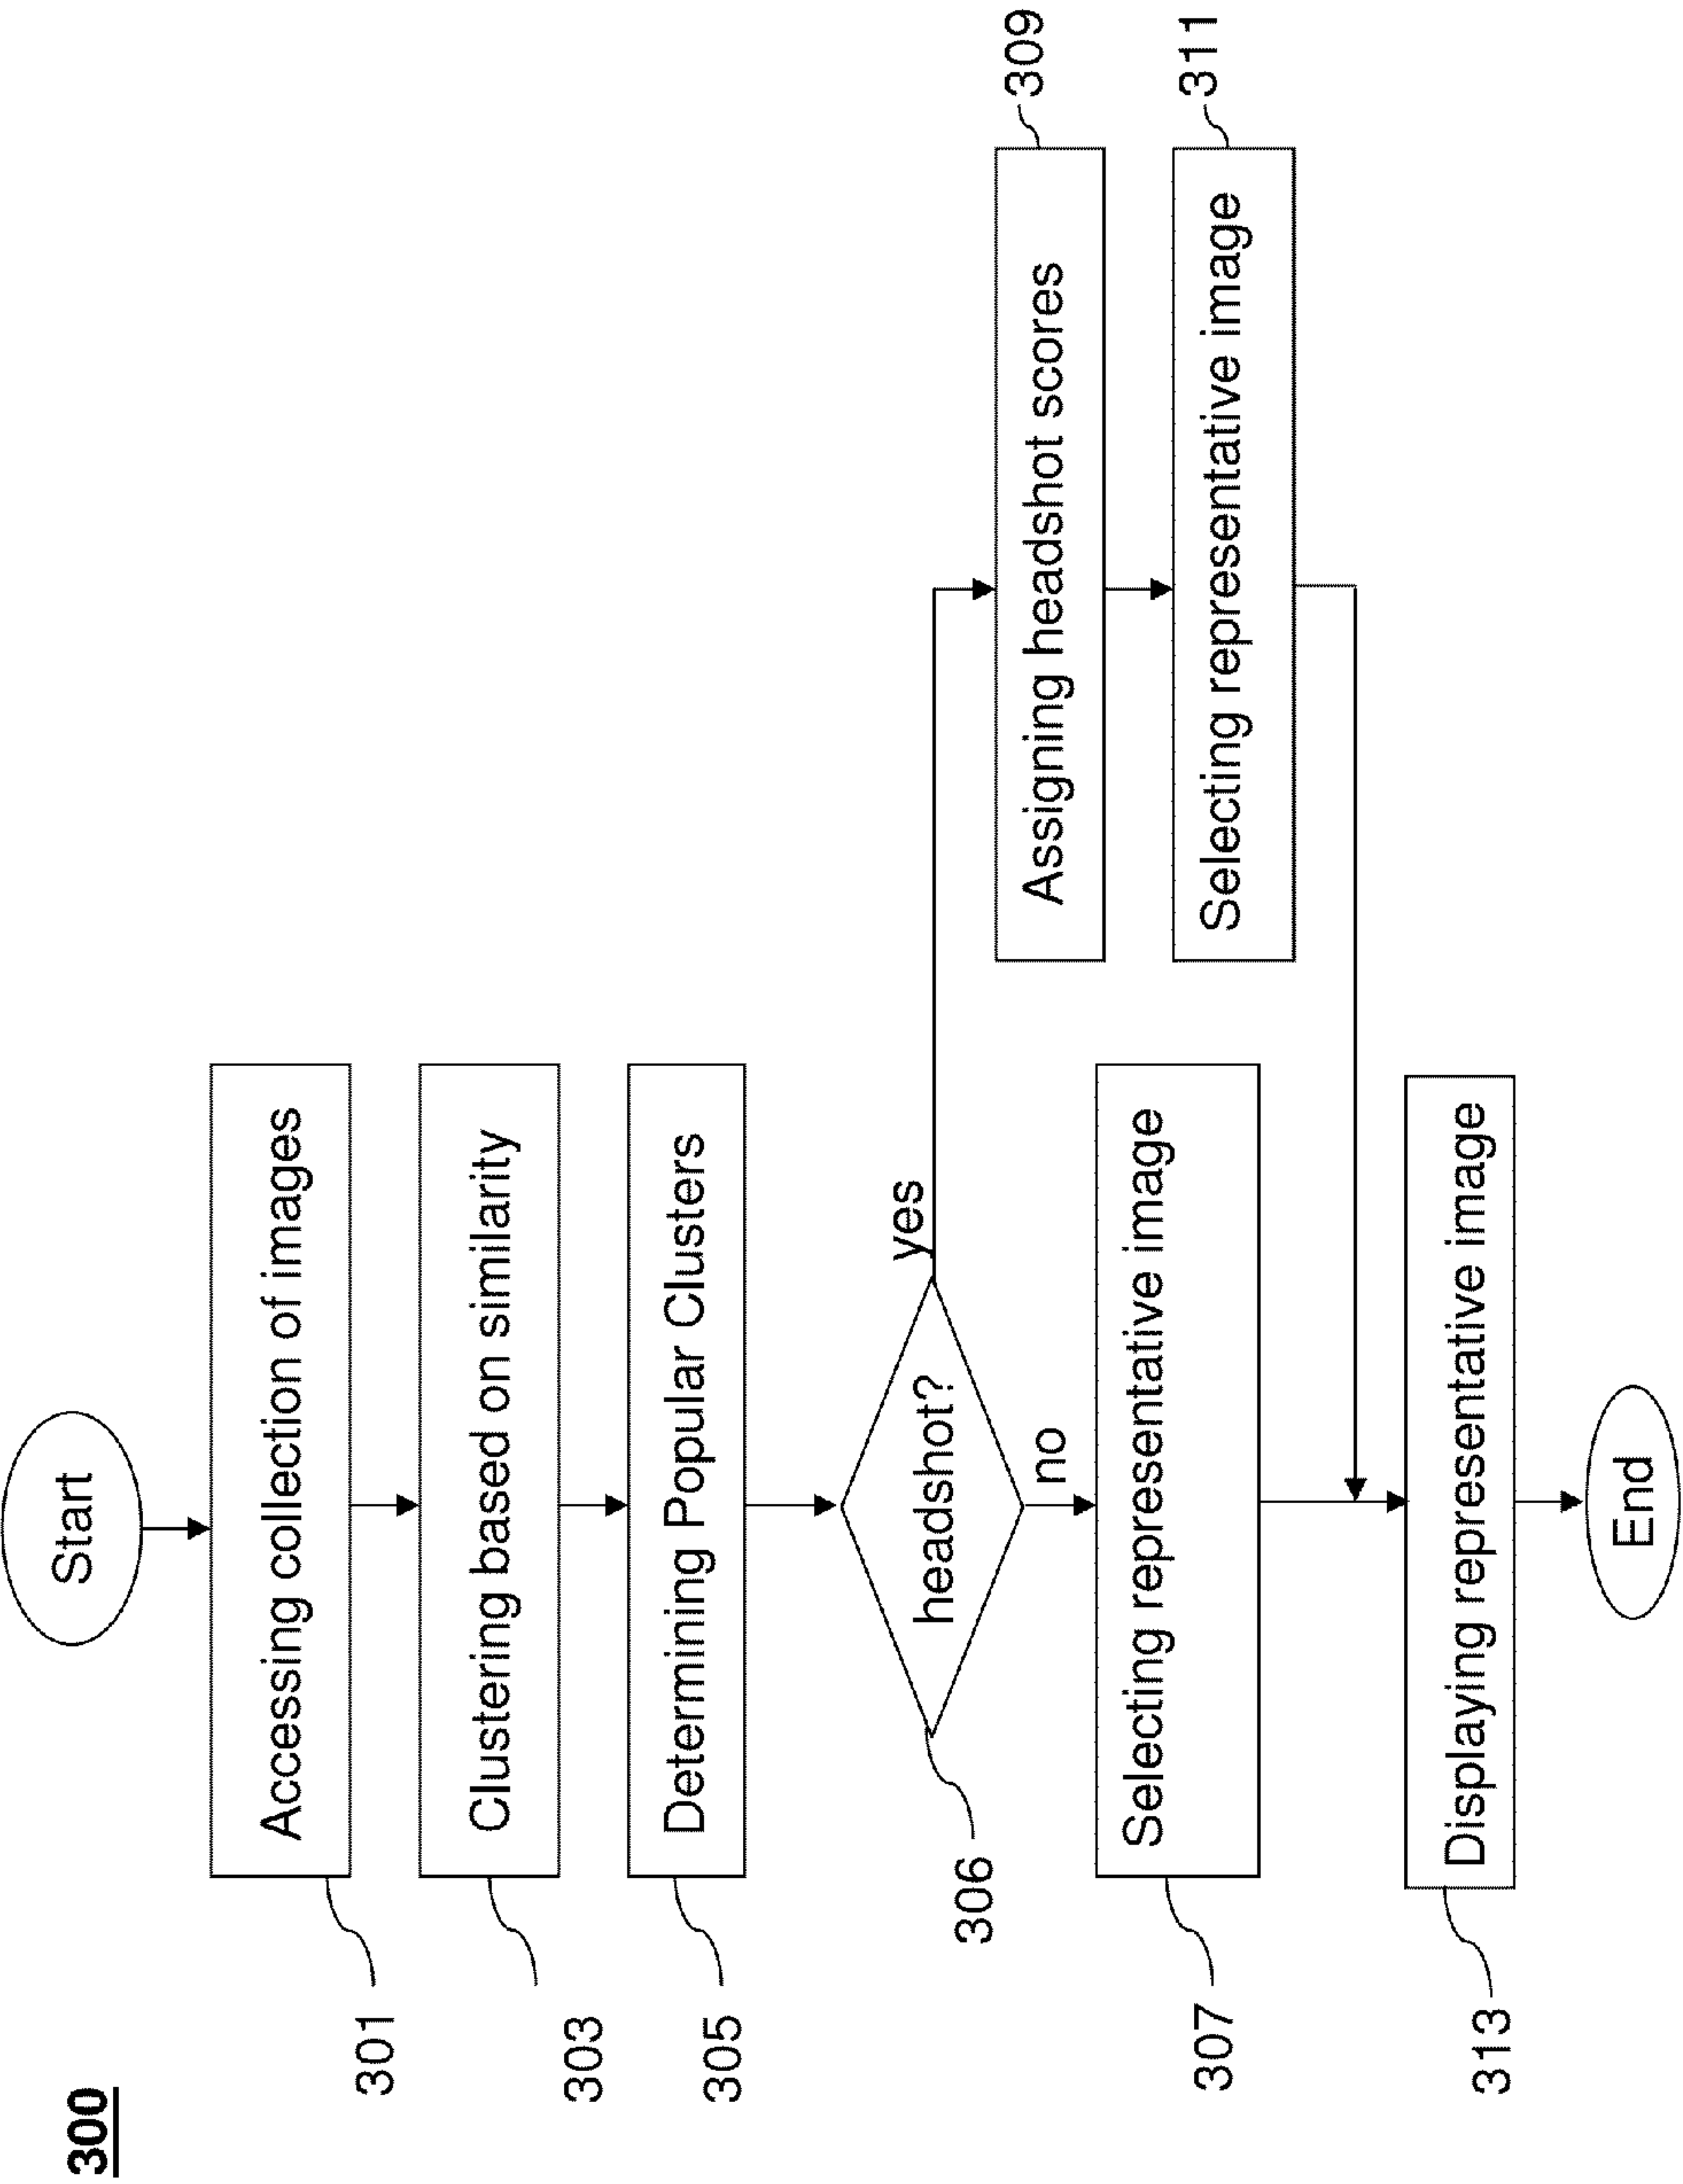 300
Start
Accessing collection of images
301
Clustering based on similarity
303
Determining Popular Clusters
305
headshot?
306
yes
no
Assigning headshot scores
309
Selecting representative image
311
Selecting representative image
307
Displaying representative image
313
End